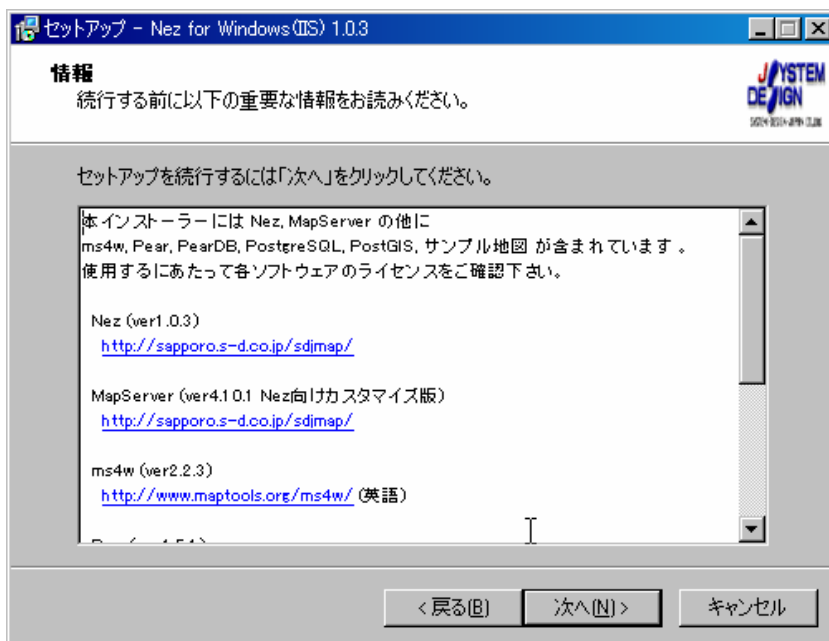 セットアップ - Nez for Windows(IIS) 1.0.3
情報
続行する前に以下の重要な情報をお読みください。
JSYSTEM
DESIGN
セットアップを続行するには「次へ」をクリックしてください。
本インストーラーには Nez, MapServer の他に
ms4w, Pear, PearDB, PostgreSQL, PostGIS, サンプル地図 が含まれています 。
使用するにあたって各ソフトウェアのライセンスをご確認下さい。
Nez (ver1.0.3)
http://sapporo.s-d.co.jp/sdjmap/
MapServer (ver4.10.1 Nez向けカスタマイズ版)
http://sapporo.s-d.co.jp/sdjmap/
ms4w (ver2.2.3)
http://www.maptools.org/ms4w/ (英語)
< 戻る(B)
次へ(N) >
キャンセル